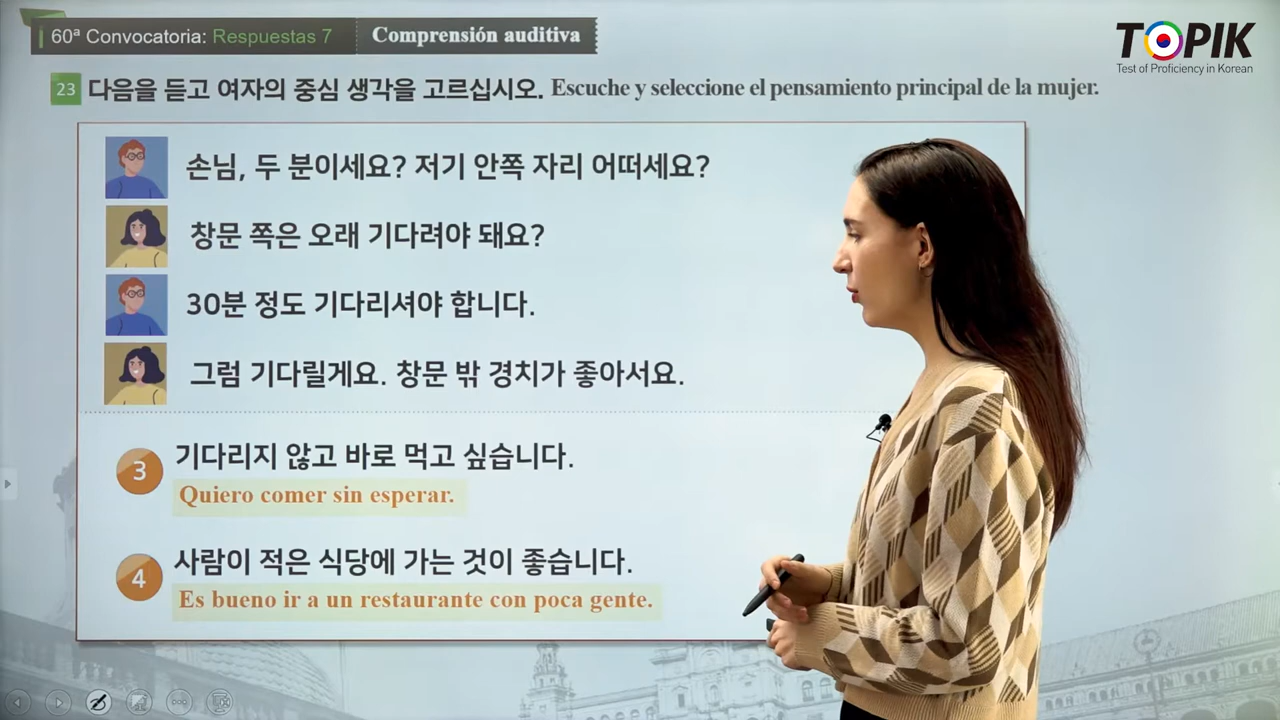 60ª Convocatoria: Respuestas 7
Comprensión auditiva
TOPIK
Test of Proficiency in Korean
23 다음을 듣고 여자의 중심 생각을 고르십시오. Escuche y seleccione el pensamiento principal de la mujer.
손님, 두 분이세요? 저기 안쪽 자리 어떠세요?
창문 쪽은 오래 기다려야 돼요?
30분 정도 기다리셔야 합니다.
그럼 기다릴게요. 창문 밖 경치가 좋아서요.
3 기다리지 않고 바로 먹고 싶습니다.
Quiero comer sin esperar.
4 사람이 적은 식당에 가는 것이 좋습니다.
Es bueno ir a un restaurante con poca gente.